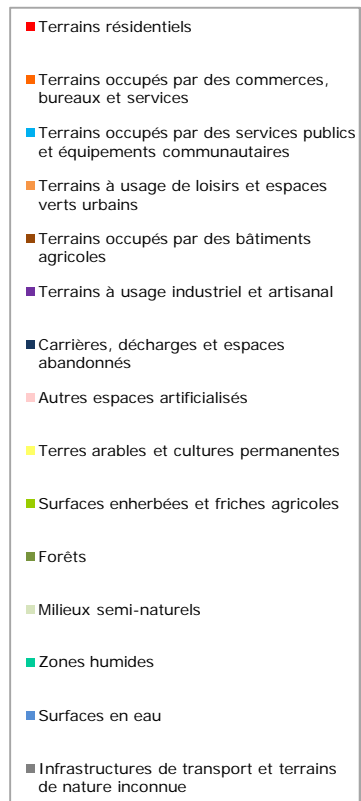 Terrains résidentiels
Terrains occupés par des commerces,
bureaux et services
Terrains occupés par des services publics
et équipements communautaires
Terrains à usage de loisirs et espaces
verts urbains
Terrains occupés par des bâtiments
agricoles
Terrains à usage industriel et artisanal
Carrières, décharges et espaces
abandonnés
Autres espaces artificialisés
Terres arables et cultures permanentes
Surfaces enherbées et friches agricoles
Forêts
Milieux semi-naturels
Zones humides
Surfaces en eau
Infrastructures de transport et terrains
de nature inconnue